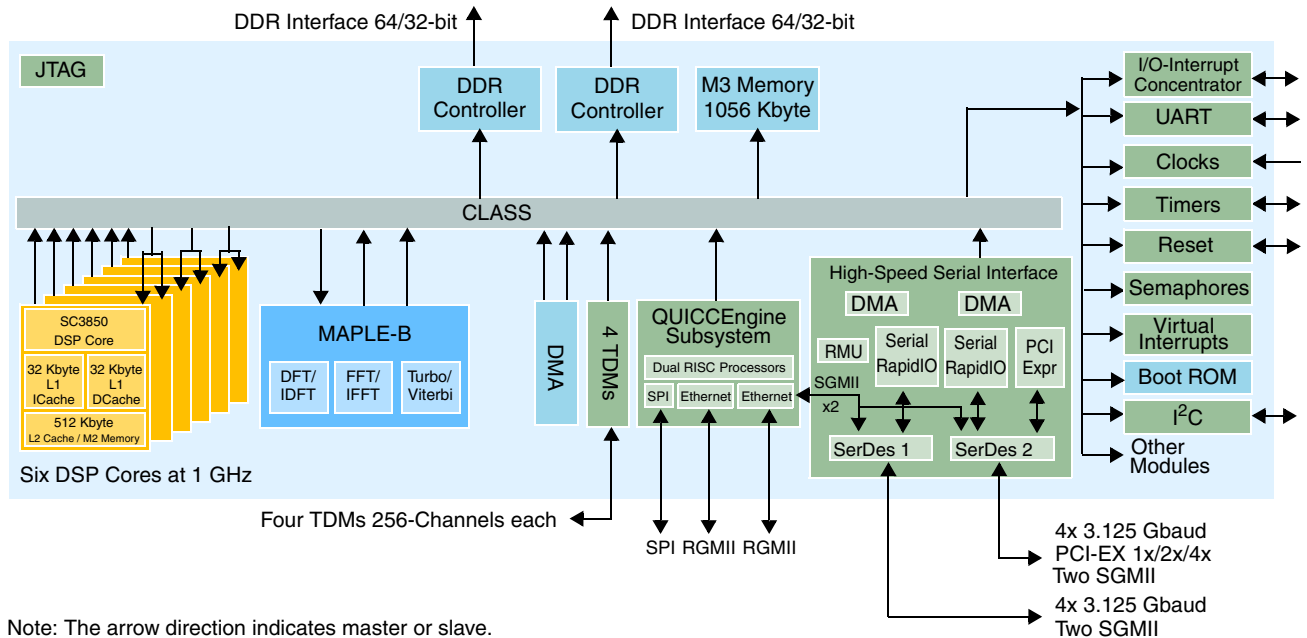 DDR Interface 64/32-bit
DDR Interface 64/32-bit
JTAG
DDR
Controller
DDR
Controller
M3 Memory
1056 Kbyte
I/O-Interrupt
Concentrator
UART
Clocks
Timers
Reset
Semaphores
Virtual
Interrupts
Boot ROM
I²C
Other
Modules
CLASS
SC3850
DSP Core
32 Kbyte
L1
ICache
32 Kbyte
L1
DCache
512 Kbyte
L2 Cache / M2 Memory
Six DSP Cores at 1 GHz
MAPLE-B
DFT/
IDFT
FFT/
IFFT
Turbo/
Viterbi
DMA
4 TDMs
QUICCEngine
Subsystem
Dual RISC Processors
SPI
Ethernet
Ethernet
High-Speed Serial Interface
DMA
DMA
RMU
Serial
RapidIO
Serial
RapidIO
PCI
Expr
SGMII
x2
SerDes 1
SerDes 2
Four TDMs 256-Channels each
SPI
RGMII
RGMII
4x 3.125 Gbaud
PCI-EX 1x/2x/4x
Two SGMII
4x 3.125 Gbaud
Two SGMII
Note: The arrow direction indicates master or slave.